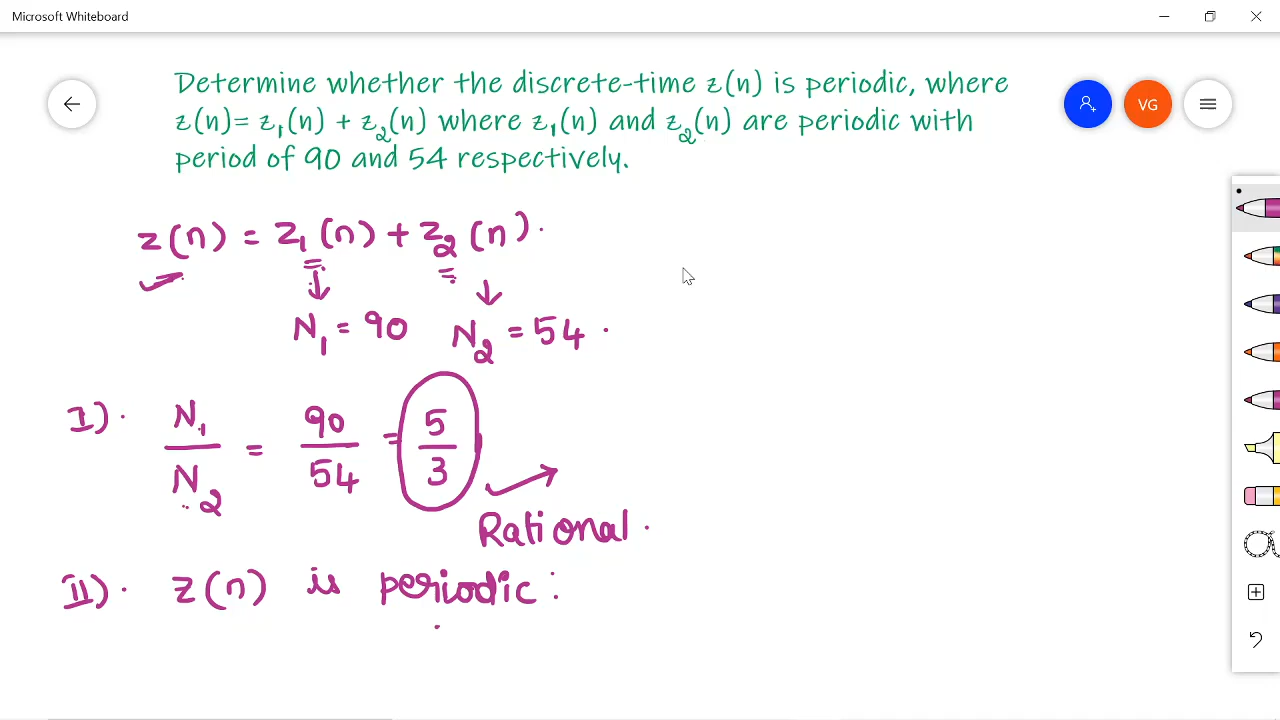 Microsoft Whiteboard
Determine whether the discrete-time z(n) is periodic, where
z(n)= z₁(n) + z₂(n) where z₁(n) and z₂(n) are periodic with
period of 90 and 54 respectively.
VG
z(n) = z₁(n) + z₂(n).
N₁ = 90 N₂ = 54.
I). N₁/N₂ = 90/54 = 5/3
Rational.
II). z(n) is periodic: